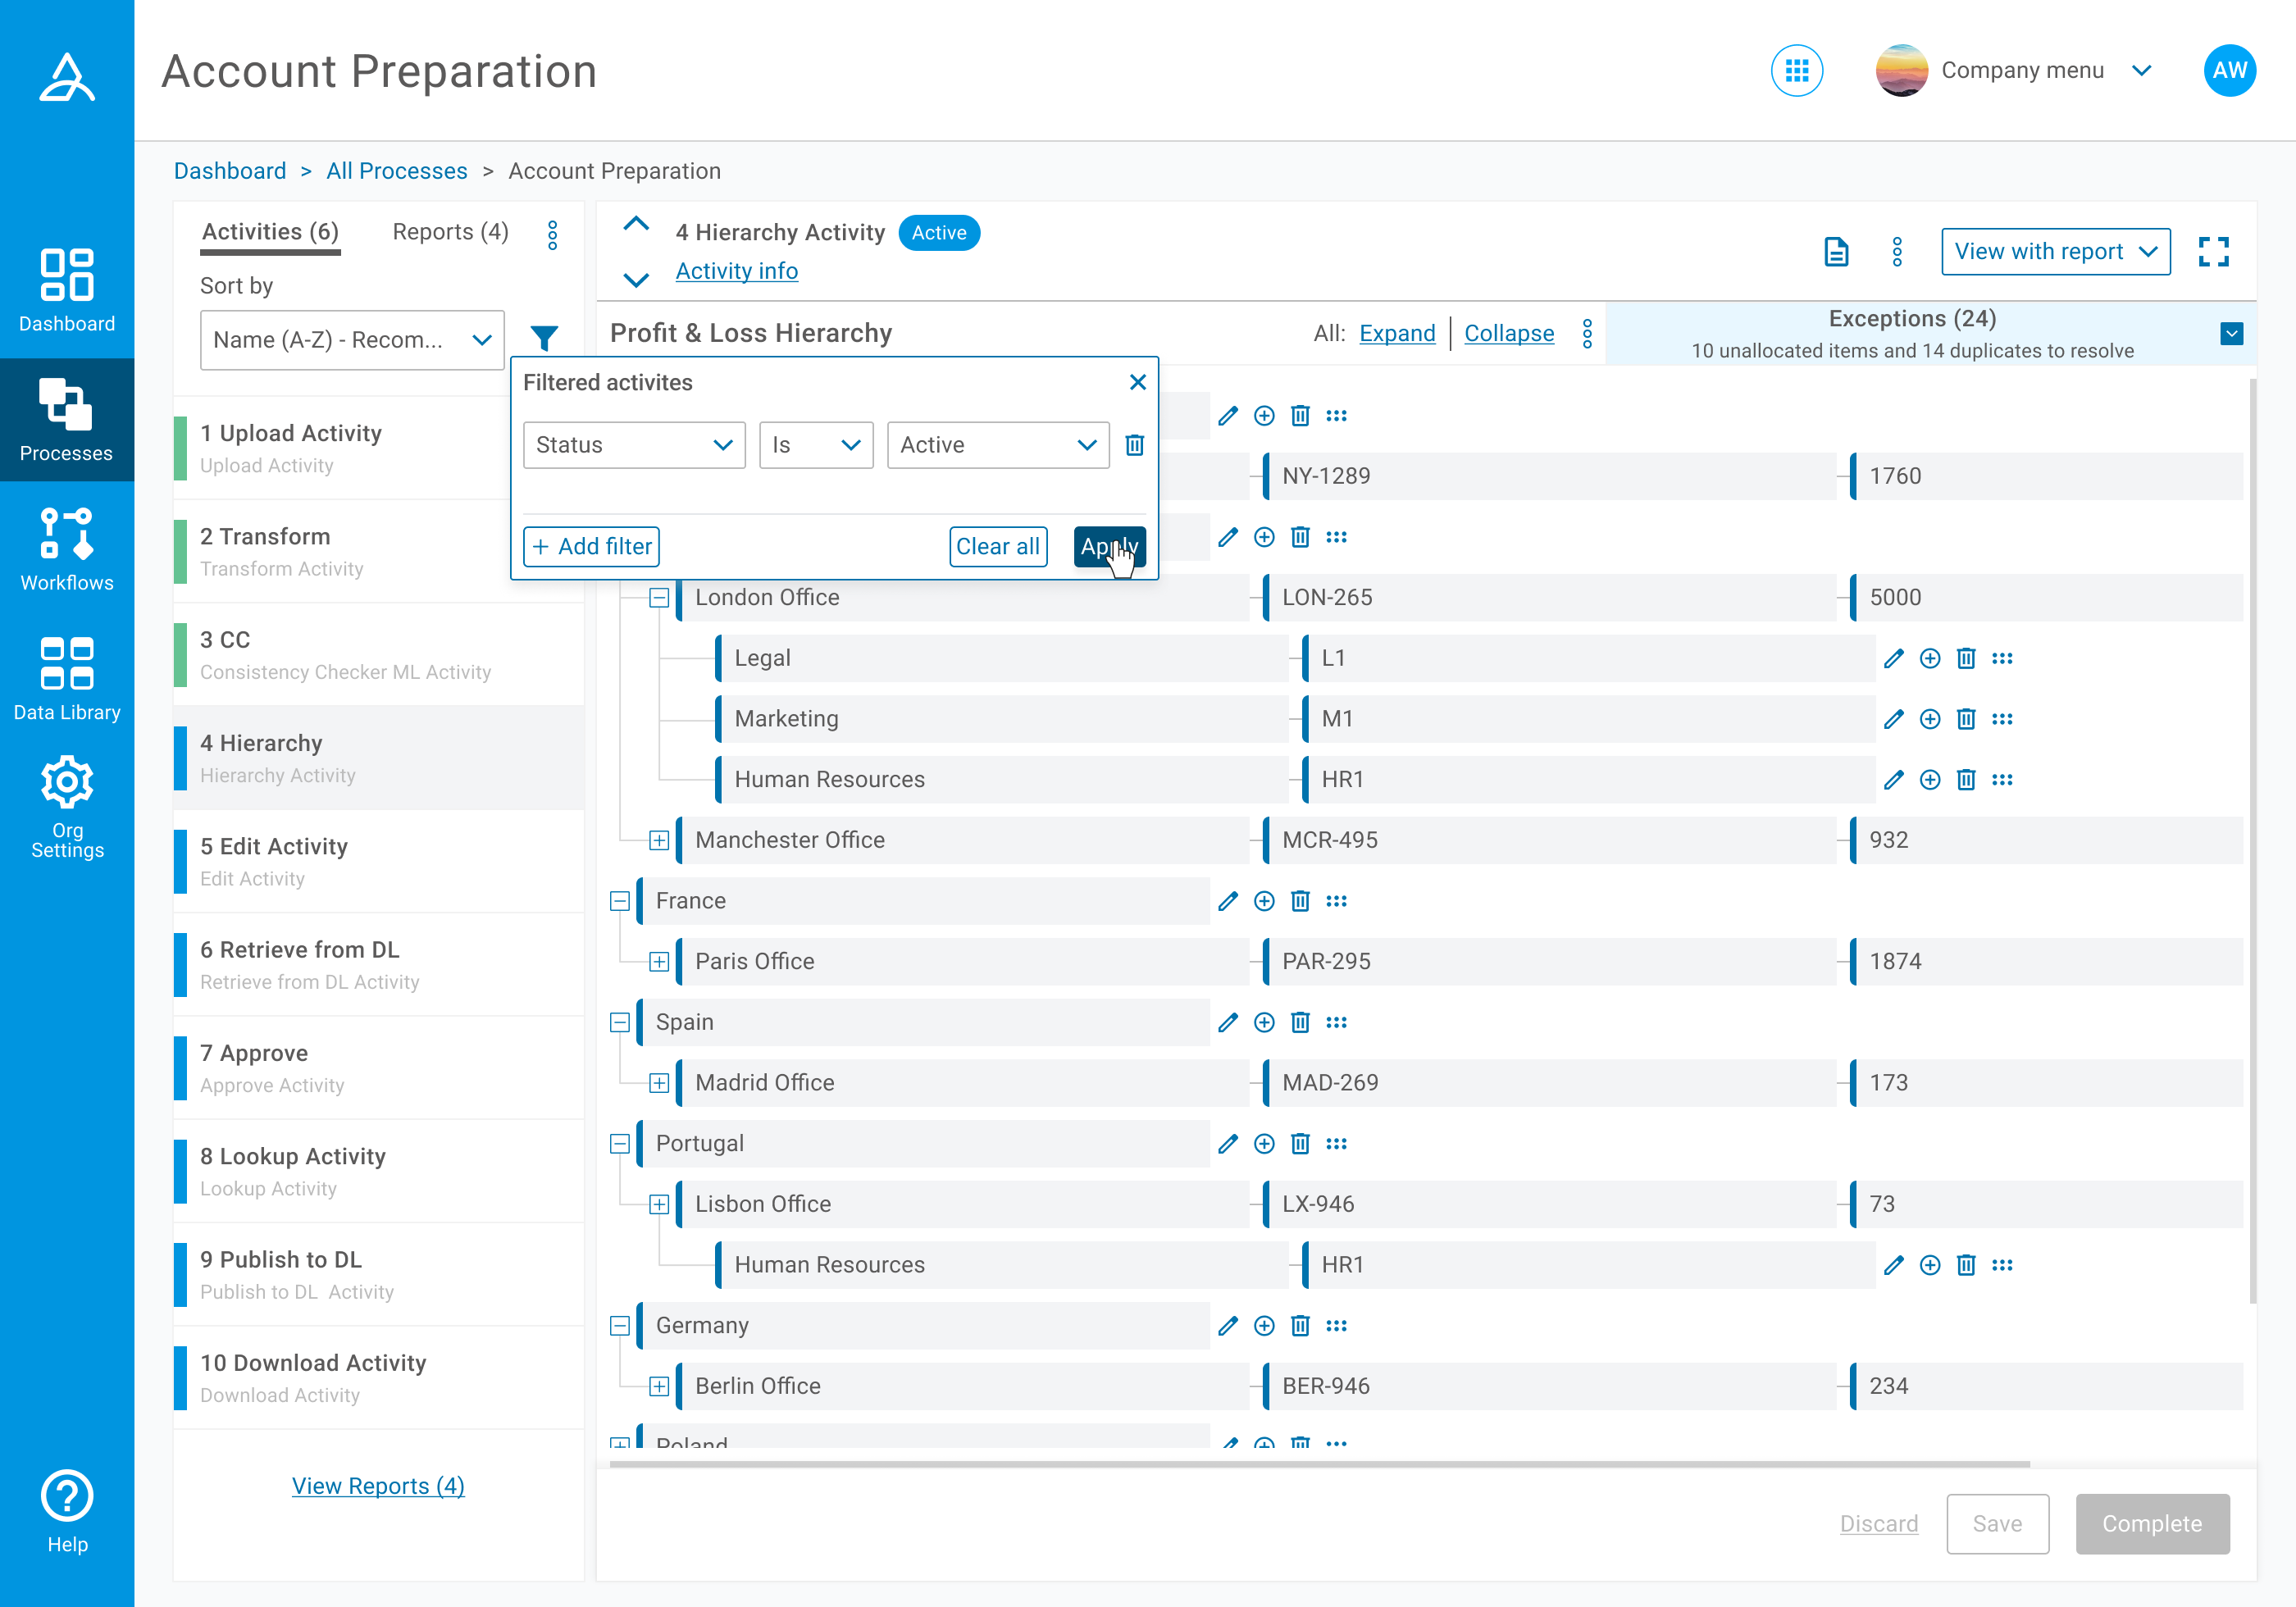 Account Preparation
Company menu
AW
Dashboard > All Processes > Account Preparation
Dashboard
Processes
Workflows
Data Library
Org
Settings
Help
Activities (6)
Reports (4)
Sort by
Name (A-Z) - Recom...
1 Upload Activity
Upload Activity
2 Transform
Transform Activity
3 CC
Consistency Checker ML Activity
4 Hierarchy
Hierarchy Activity
5 Edit Activity
Edit Activity
6 Retrieve from DL
Retrieve from DL Activity
7 Approve
Approve Activity
8 Lookup Activity
Lookup Activity
9 Publish to DL
Publish to DL Activity
10 Download Activity
Download Activity
View Reports (4)
4 Hierarchy Activity
Active
Activity info
View with report
Profit & Loss Hierarchy
All: Expand | Collapse
Exceptions (24)
10 unallocated items and 14 duplicates to resolve
Filtered activites
Status
Is
Active
+ Add filter
Clear all
Apply
NY-1289
1760
London Office
LON-265
5000
Legal
L1
Marketing
M1
Human Resources
HR1
Manchester Office
MCR-495
932
France
Paris Office
PAR-295
1874
Spain
Madrid Office
MAD-269
173
Portugal
Lisbon Office
LX-946
73
Human Resources
HR1
Germany
Berlin Office
BER-946
234
Poland
Discard
Save
Complete